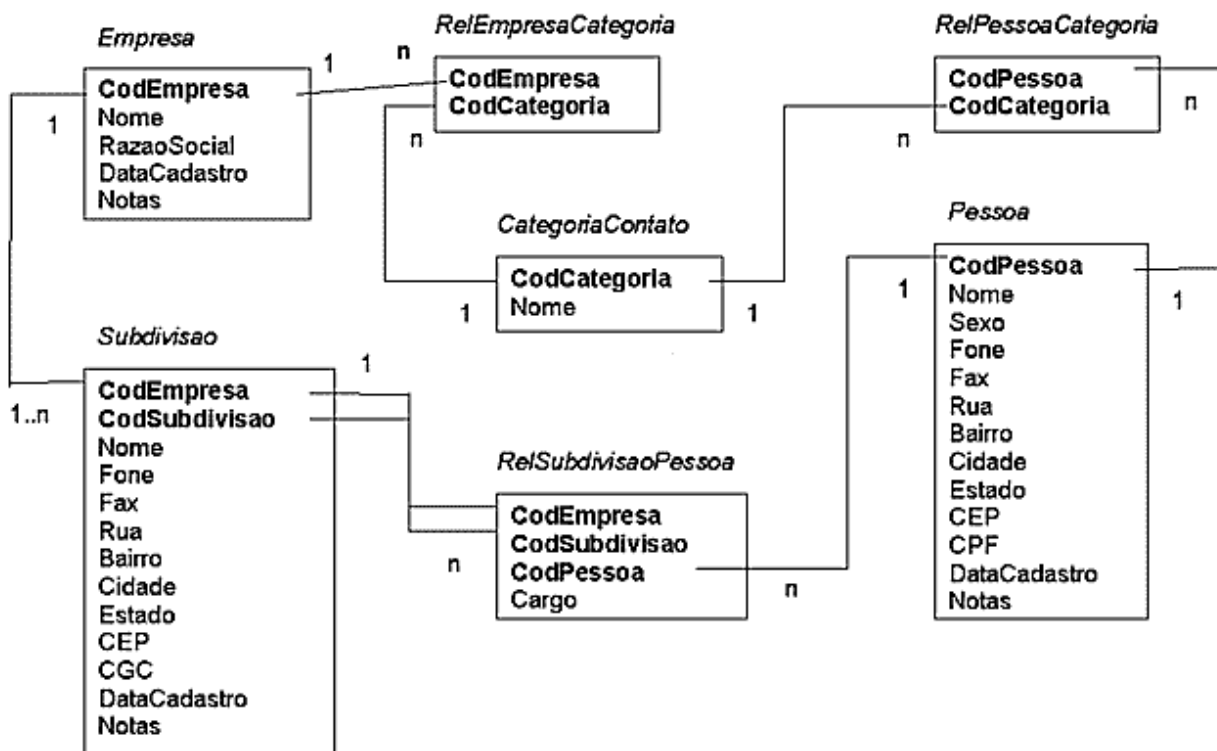 Empresa
1
n
1
CodEmpresa
Nome
RazaoSocial
DataCadastro
Notas
RelEmpresaCategoria
CodEmpresa
CodCategoria
n
RelPessoaCategoria
CodPessoa
CodCategoria
n
n
CategoriaContato
CodCategoria
Nome
1
1
Pessoa
CodPessoa
Nome
Sexo
Fone
Fax
Rua
Bairro
Cidade
Estado
CEP
CPF
DataCadastro
Notas
1
1
Subdivisao
1
1..n
CodEmpresa
CodSubdivisao
Nome
Fone
Fax
Rua
Bairro
Cidade
Estado
CEP
CGC
DataCadastro
Notas
RelSubdivisaoPessoa
CodEmpresa
CodSubdivisao
CodPessoa
Cargo
n
n